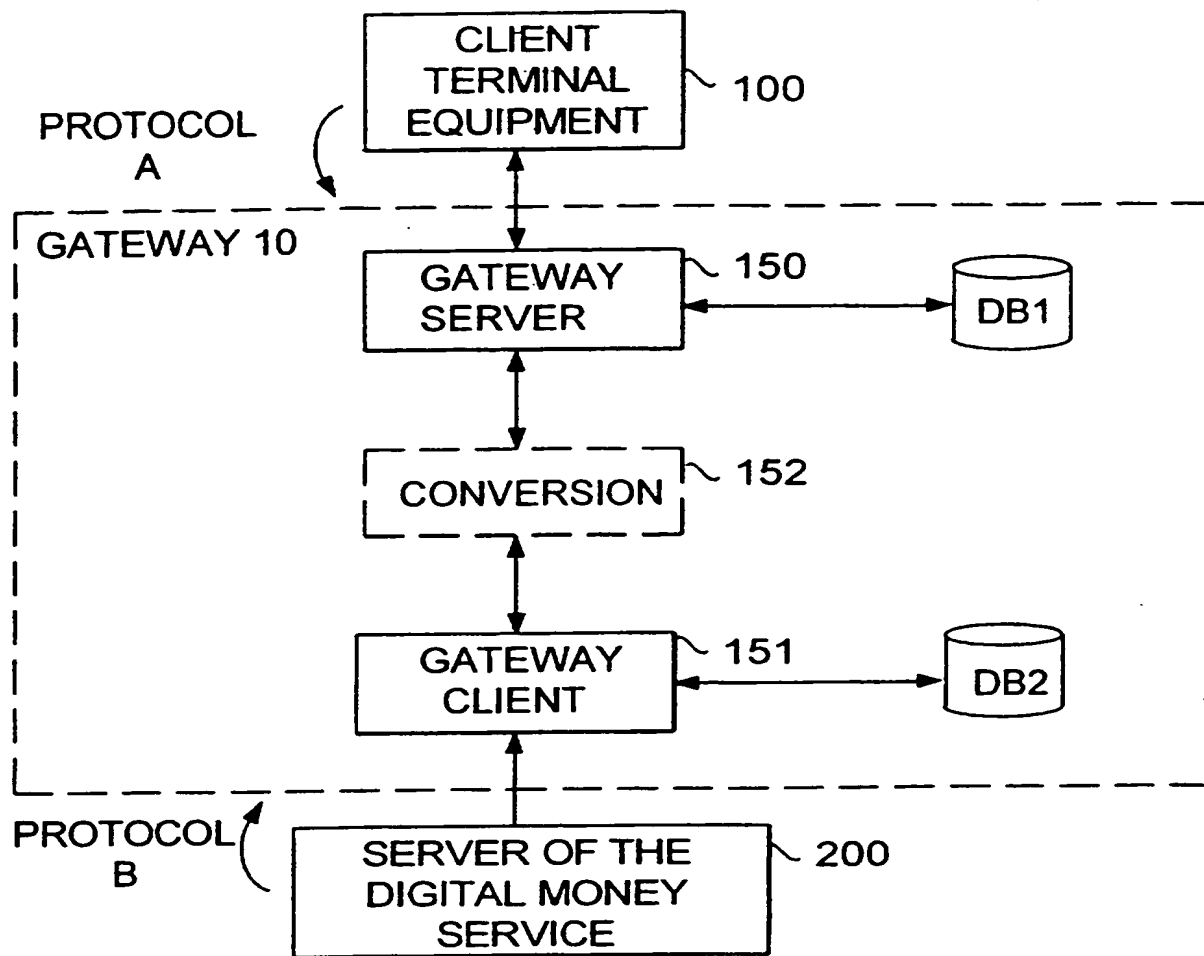 CLIENT
TERMINAL
EQUIPMENT
100
PROTOCOL
A
GATEWAY 10
GATEWAY
SERVER
150
DB1
CONVERSION
152
GATEWAY
CLIENT
151
DB2
PROTOCOL
B
SERVER OF THE
DIGITAL MONEY
SERVICE
200